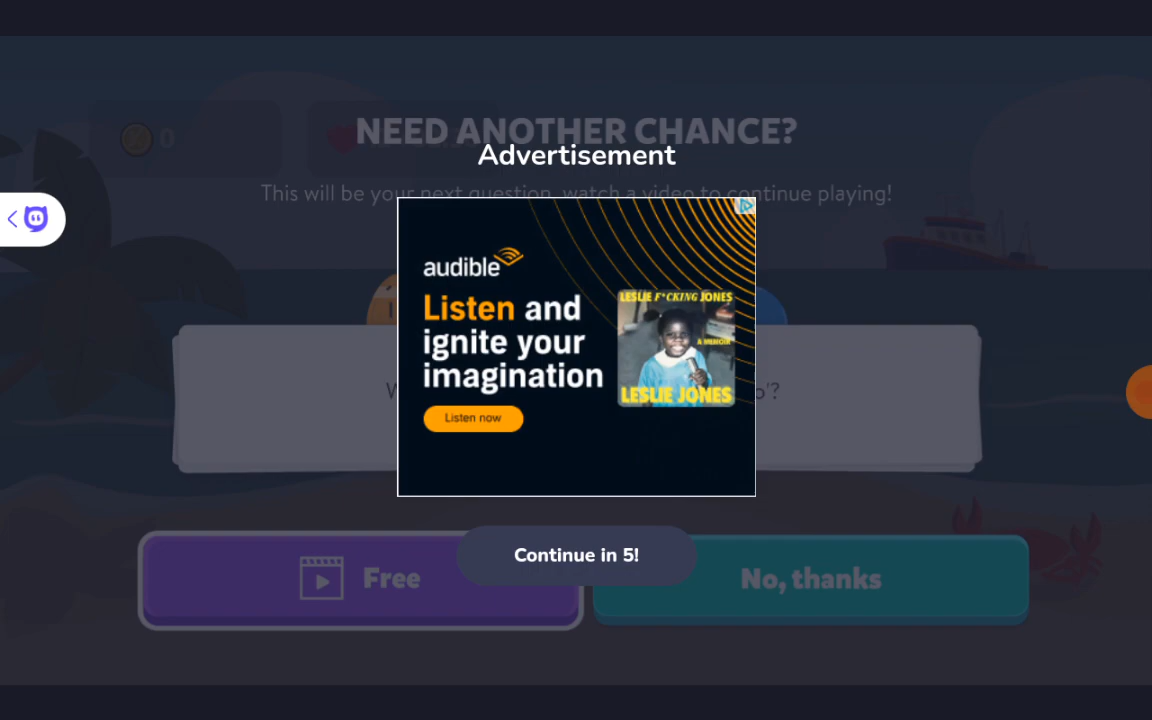 0
NEED ANOTHER CHANCE?
Advertisement
This will be your next question, watch a video to continue playing!
audible
Listen and
ignite your
imagination
Listen now
LESLIE F*CKING JONES
A MEMOIR
LESLIE JONES
Continue in 5!
Free
No, thanks